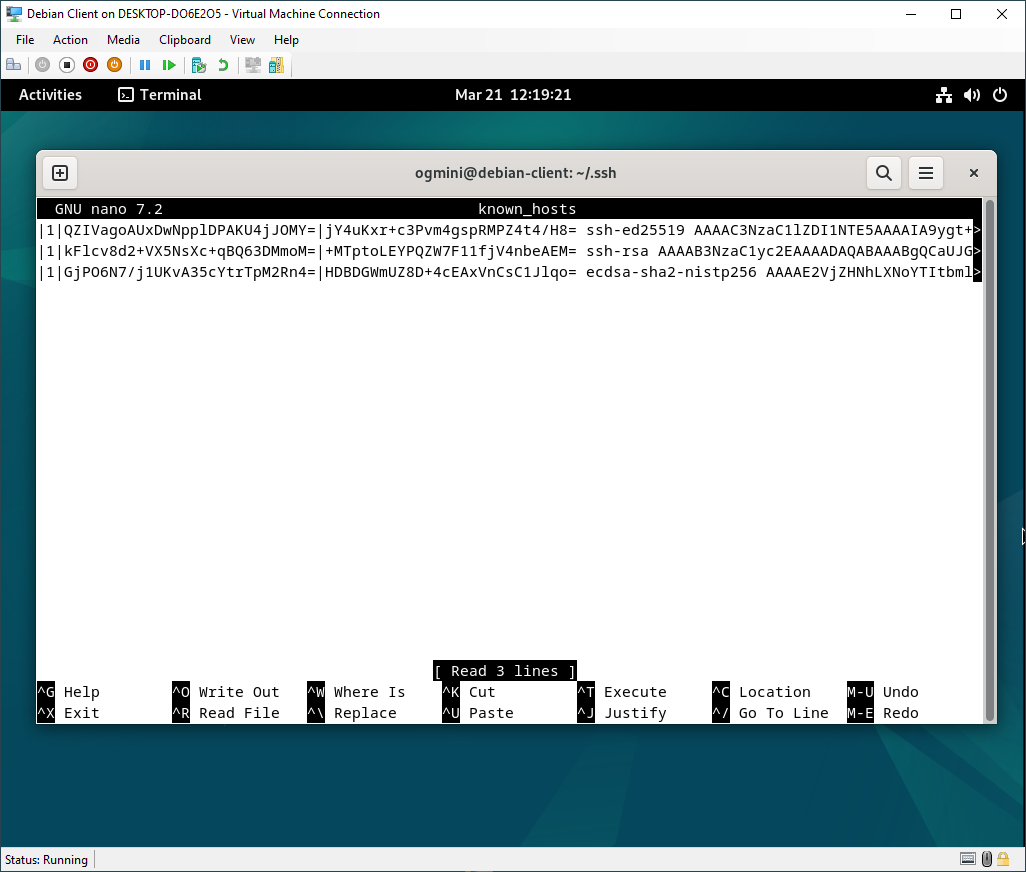 Debian Client on DESKTOP-DO6E2O5 - Virtual Machine Connection
File Action Media Clipboard View Help
Activities Terminal Mar 21 12:19:21
ogmini@debian-client: ~/.ssh
GNU nano 7.2 known_hosts
|1|QZIVagoAUxDwNpplDPAKU4jJOMY=|jY4uKxr+c3Pvm4gspRMPZ4t4/H8= ssh-ed25519 AAAAC3NzaC1lZDI1NTE5AAAAIA9ygt+>
|1|kFlcv8d2+VX5NsXc+qBQ63DMmoM=|+MTptoLEYPQZW7F11fjV4nbeAEM= ssh-rsa AAAAB3NzaC1yc2EAAAADAQABAAABgQCaUJG>
|1|GjPO6N7/j1UKvA35cYtrTpM2Rn4=|HDBDGWmUZ8D+4cEAxVnCsC1Jlqo= ecdsa-sha2-nistp256 AAAAE2VjZHNhLXNoYTItbml>
[ Read 3 lines ]
^G Help ^O Write Out ^W Where Is ^K Cut ^T Execute ^C Location M-U Undo
^X Exit ^R Read File ^\ Replace ^U Paste ^J Justify ^/ Go To Line M-E Redo
Status: Running